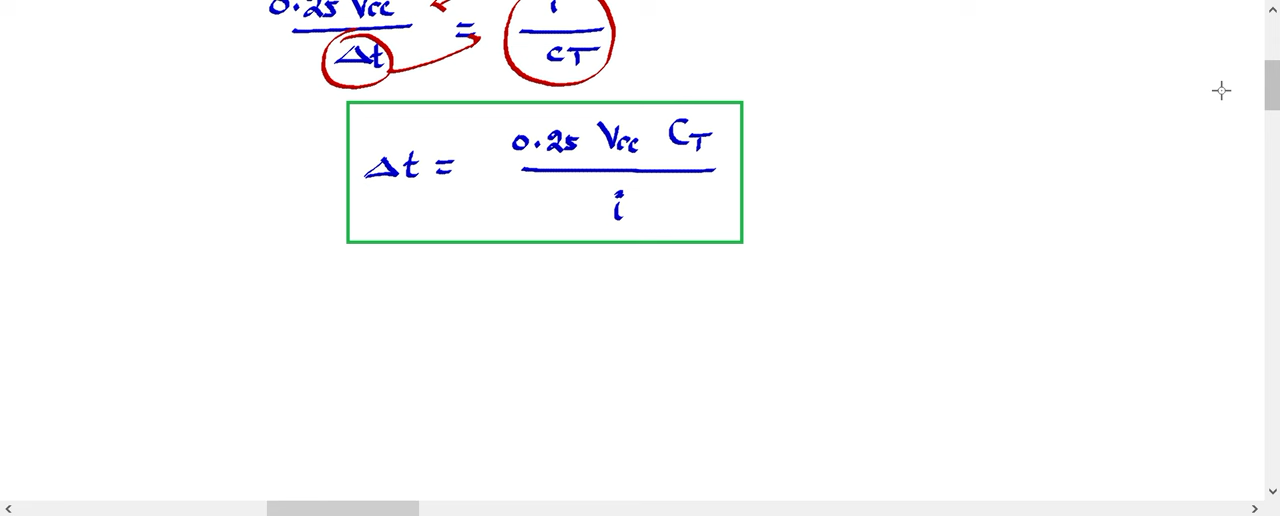 0.25 Vcc / Δt = i / CT
Δt = 0.25 Vcc CT / i